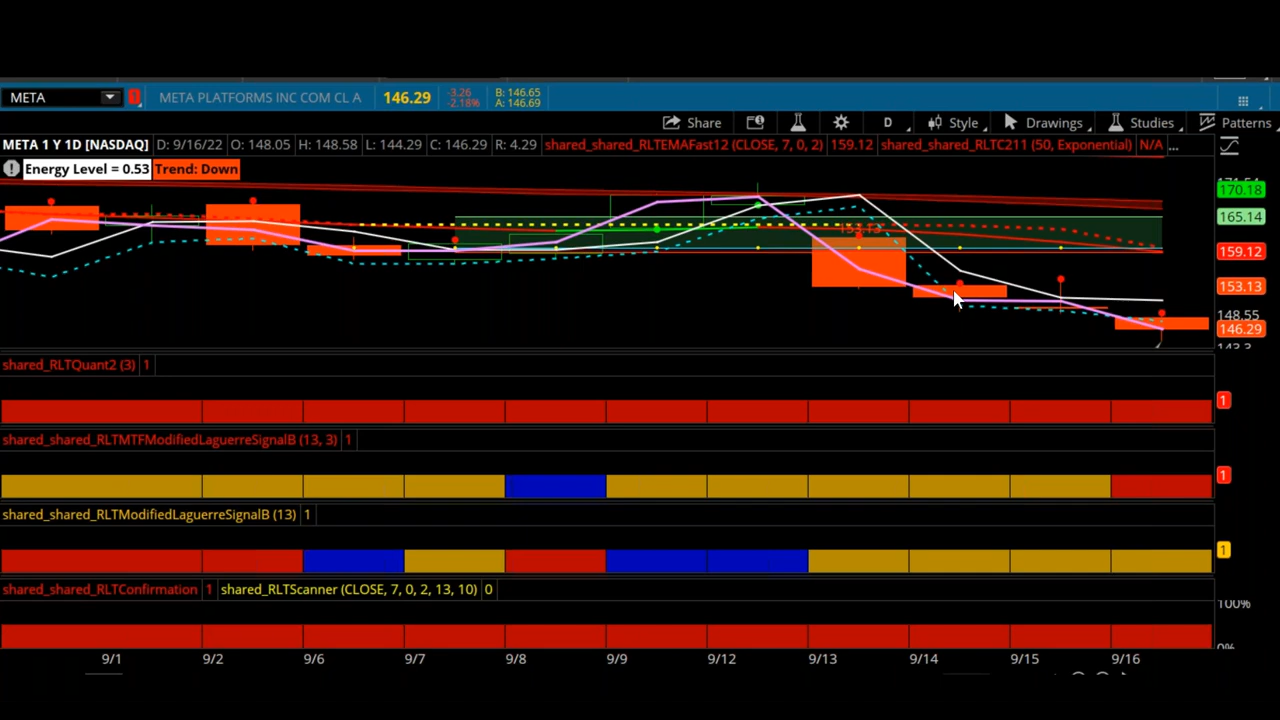 META 1 META PLATFORMS INC COM CL A 146.29 -3.26 -2.18% B: 146.65 A: 146.69
Share D Style Drawings Studies Patterns
META 1 Y 1D [NASDAQ] D: 9/16/22 O: 148.05 H: 148.58 L: 144.29 C: 146.29 R: 4.29 shared_shared_RLTEMAFast12 (CLOSE, 7, 0, 2) 159.12 shared_shared_RLTC211 (50, Exponential) N/A ...
Energy Level = 0.53 Trend: Down
170.18
165.14
153.13
159.12
153.13
148.55
146.29
shared_RLTQuant2 (3) 1
1
shared_shared_RLTMTFModifiedLaguerreSignalB (13, 3) 1
1
shared_shared_RLTModifiedLaguerreSignalB (13) 1
1
shared_shared_RLTConfirmation 1 shared_RLTScanner (CLOSE, 7, 0, 2, 13, 10) 0
100%
0%
9/1 9/2 9/6 9/7 9/8 9/9 9/12 9/13 9/14 9/15 9/16